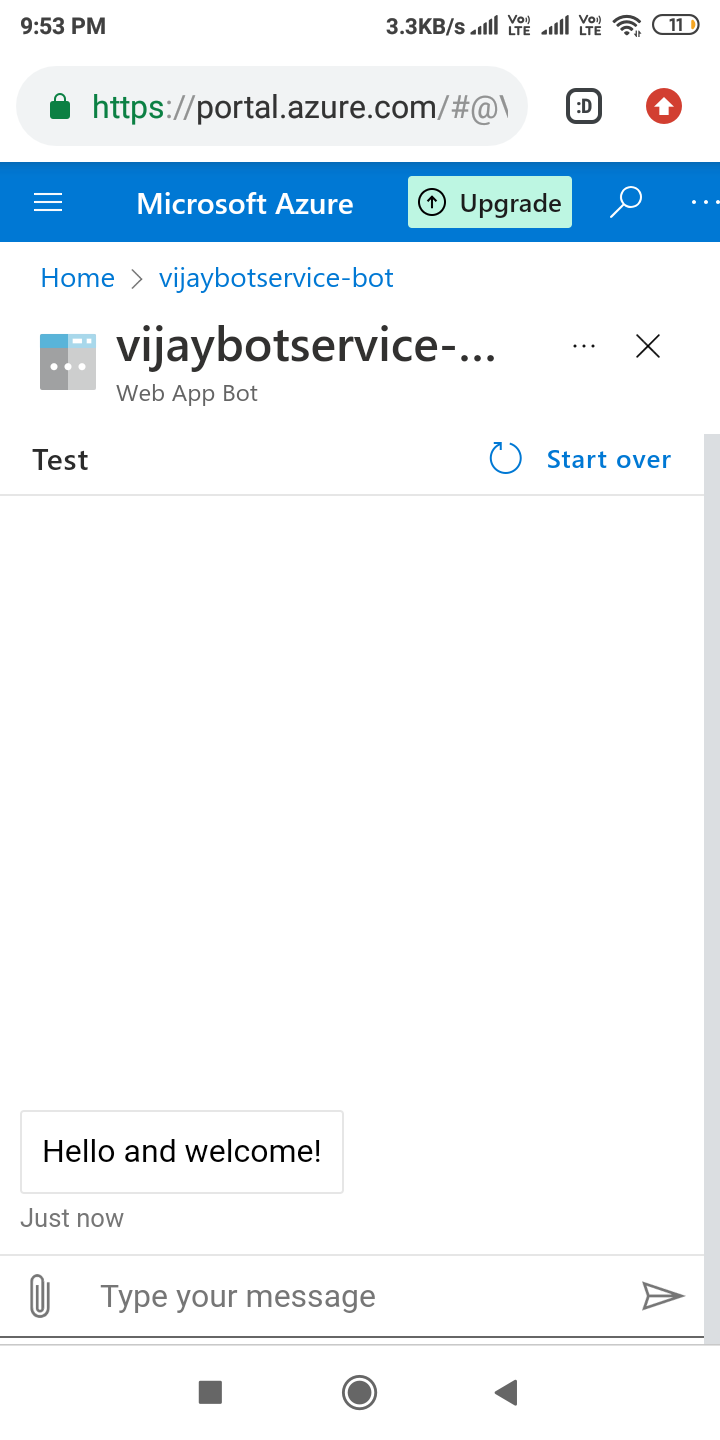 9:53 PM 3.3KB/s Vo)) LTE Vo)) LTE 11
https://portal.azure.com/#@\ :D
Microsoft Azure Upgrade
Home > vijaybotservice-bot
vijaybotservice-...
Web App Bot
Test Start over
Hello and welcome!
Just now
Type your message